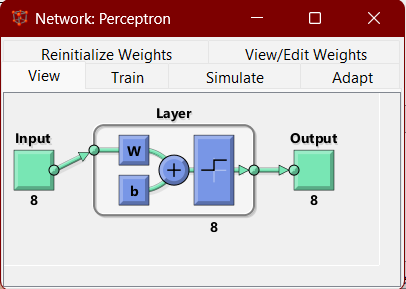 Network: Perceptron
Reinitialize Weights View/Edit Weights
View Train Simulate Adapt
Layer
Input Output
W
b
+
8 8
8